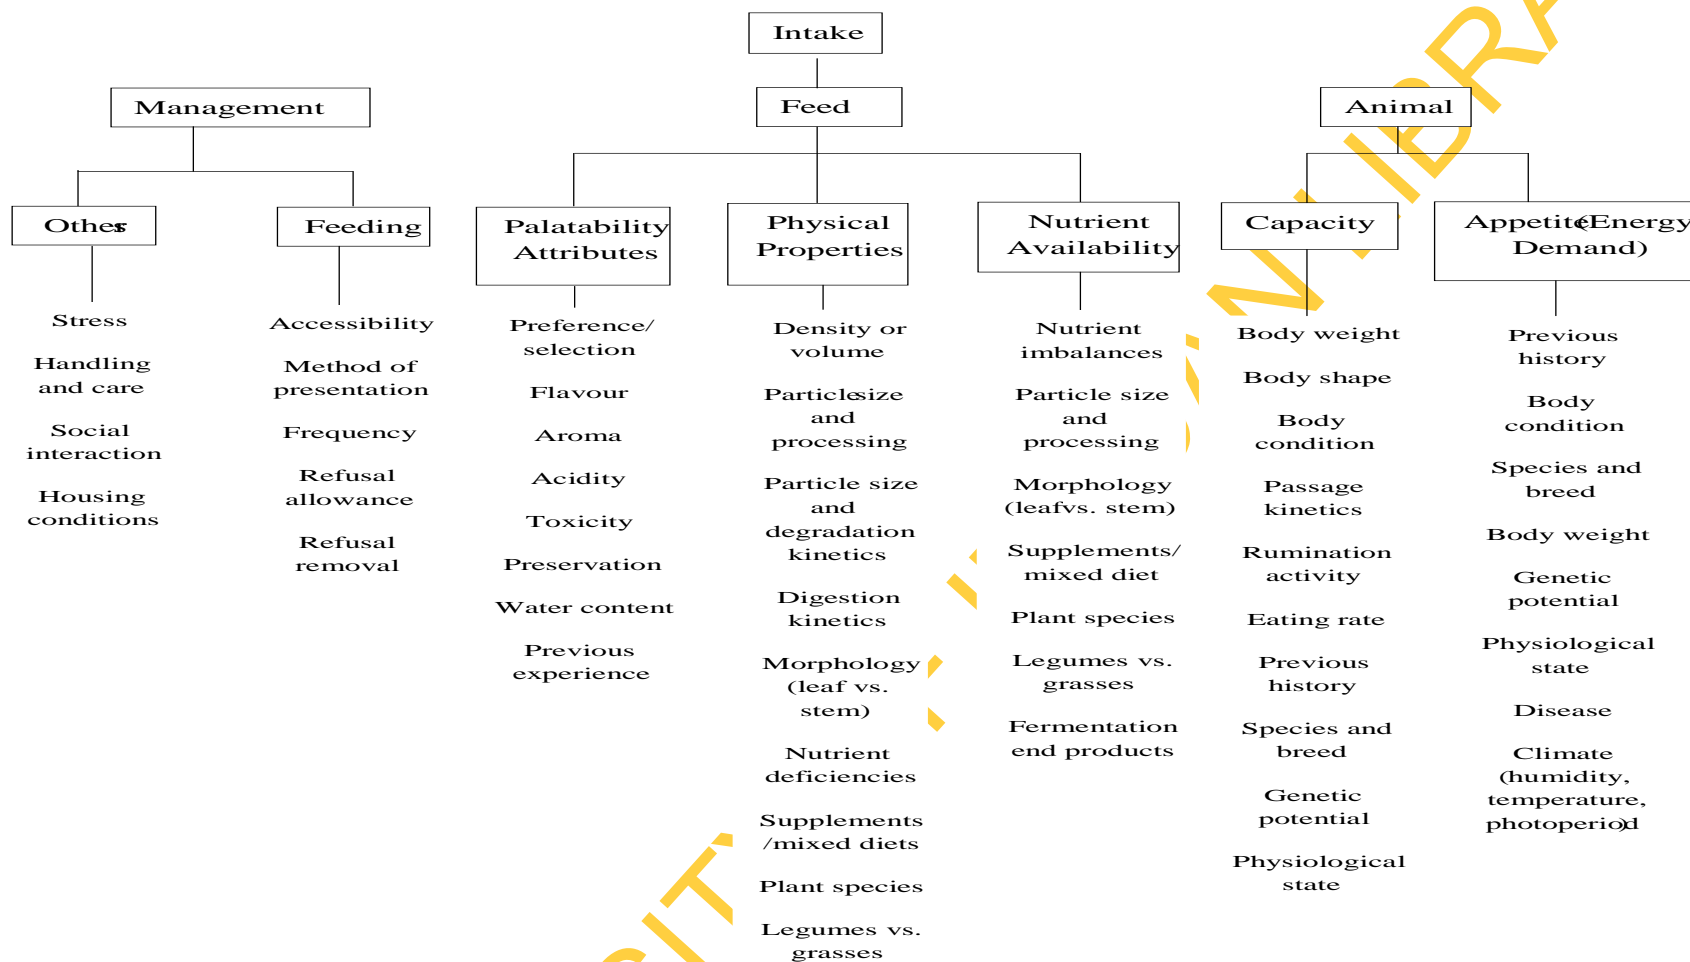 Intake
Management
Feed
Animal
Others
Feeding
Palatability
Attributes
Physical
Properties
Nutrient
Availability
Capacity
Appetite(Energy
Demand)
Stress
Handling
and care
Social
interaction
Housing
conditions
Accessibility
Method of
presentation
Frequency
Refusal
allowance
Refusal
removal
Preference/
selection
Flavour
Aroma
Acidity
Toxicity
Preservation
Water content
Previous
experience
Density or
volume
Particlesize
and
processing
Particle size
and
degradation
kinetics
Digestion
kinetics
Morphology
(leaf vs.
stem)
Nutrient
deficiencies
Supplements
/mixed diets
Plant species
Legumes vs.
grasses
Nutrient
imbalances
Particle size
and
processing
Morphology
(leafvs. stem)
Supplements/
mixed diet
Plant species
Legumes vs.
grasses
Fermentation
end products
Body weight
Body shape
Body
condition
Passage
kinetics
Rumination
activity
Eating rate
Previous
history
Species and
breed
Genetic
potential
Physiological
state
Previous
history
Body
condition
Species and
breed
Body weight
Genetic
potential
Physiological
state
Disease
Climate
(humidity,
temperature,
photoperiod)